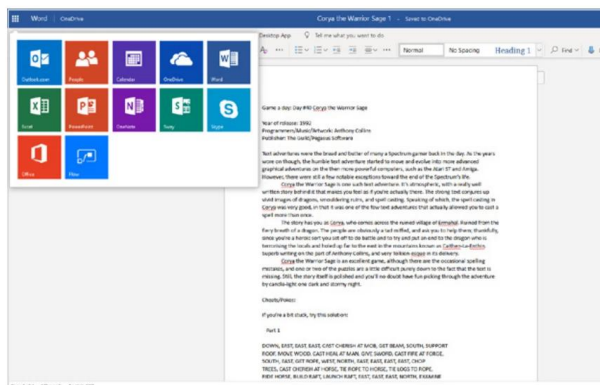 Word OneDrive Corya the Warrior Sage 1 - Saved to OneDrive
Desktop App Tell me what you want to do
Normal No Spacing Heading 1 Find
Outlook.com People Calendar OneDrive Word
Excel PowerPoint OneNote Sway Skype
Office Flow
Game a day: Day #90 Corya the Warrior Sage
Year of release: 1992
Programmers/Music/Artwork: Anthony Collins
Publisher: The Guild/Pegasus Software
Text adventures were the bread and butter of many a Spectrum gamer back in the day. As the years
wore on though, the humble text adventure started to move and evolve into more advanced
graphical adventures on the then more powerful computers, such as the Atari ST and Amiga.
However, there were still a few notable exceptions toward the end of the Spectrum's life.
Corya the Warrior Sage is one such text adventure. It's atmospheric, with a really well
written story behind it that makes you feel as if you're actually there. The strong text conjures up
vivid images of dragons, smouldering ruins, and spell casting. Speaking of which, the spell casting in
Corya was very good, in that it was one of the few text adventures that actually allowed you to cast a
spell more than once.
The story has you as Corya, who comes across the ruined village of Ruined from the
fiery breath of a dragon. The people are obviously a tad miffed, and ask you to help them; thankfully,
once you're a heroic sort you set off to do battle and to try and put an end to the dragon who is
terrorising the locals and holed up far to the east in the mountains known as
Superb writing on the part of Anthony Collins, and very in its delivery.
Corya the Warrior Sage is an excellent game, although there are the occasional spelling
mistakes, and one or two of the puzzles are a little difficult purely down to the fact that the text is
missing. Still, the story itself is polished and you'll no doubt have fun picking through the adventure
by candle-light one dark and stormy night.
Cheats/Pokes:
If you're a bit stuck, try this solution:
Part 1
DOWN, EAST, EAST, EAST, CAST CHERISH AT MOB, GET BEAM, SOUTH, SUPPORT
ROOF, MOVE WOOD, CAST HEAL AT MAN, GIVE SWORD, CAST FIRE AT FORGE,
SOUTH, EAST, GET ROPE, WEST, NORTH, EAST, EAST, EAST, EAST, CHOP
TREES, CAST CHERISH AT HORSE, TIE ROPE TO HORSE, TIE LOGS TO ROPE,
RIDE HORSE, BUILD RAFT, LAUNCH RAFT, EAST, EAST, EAST, NORTH, EXAMINE